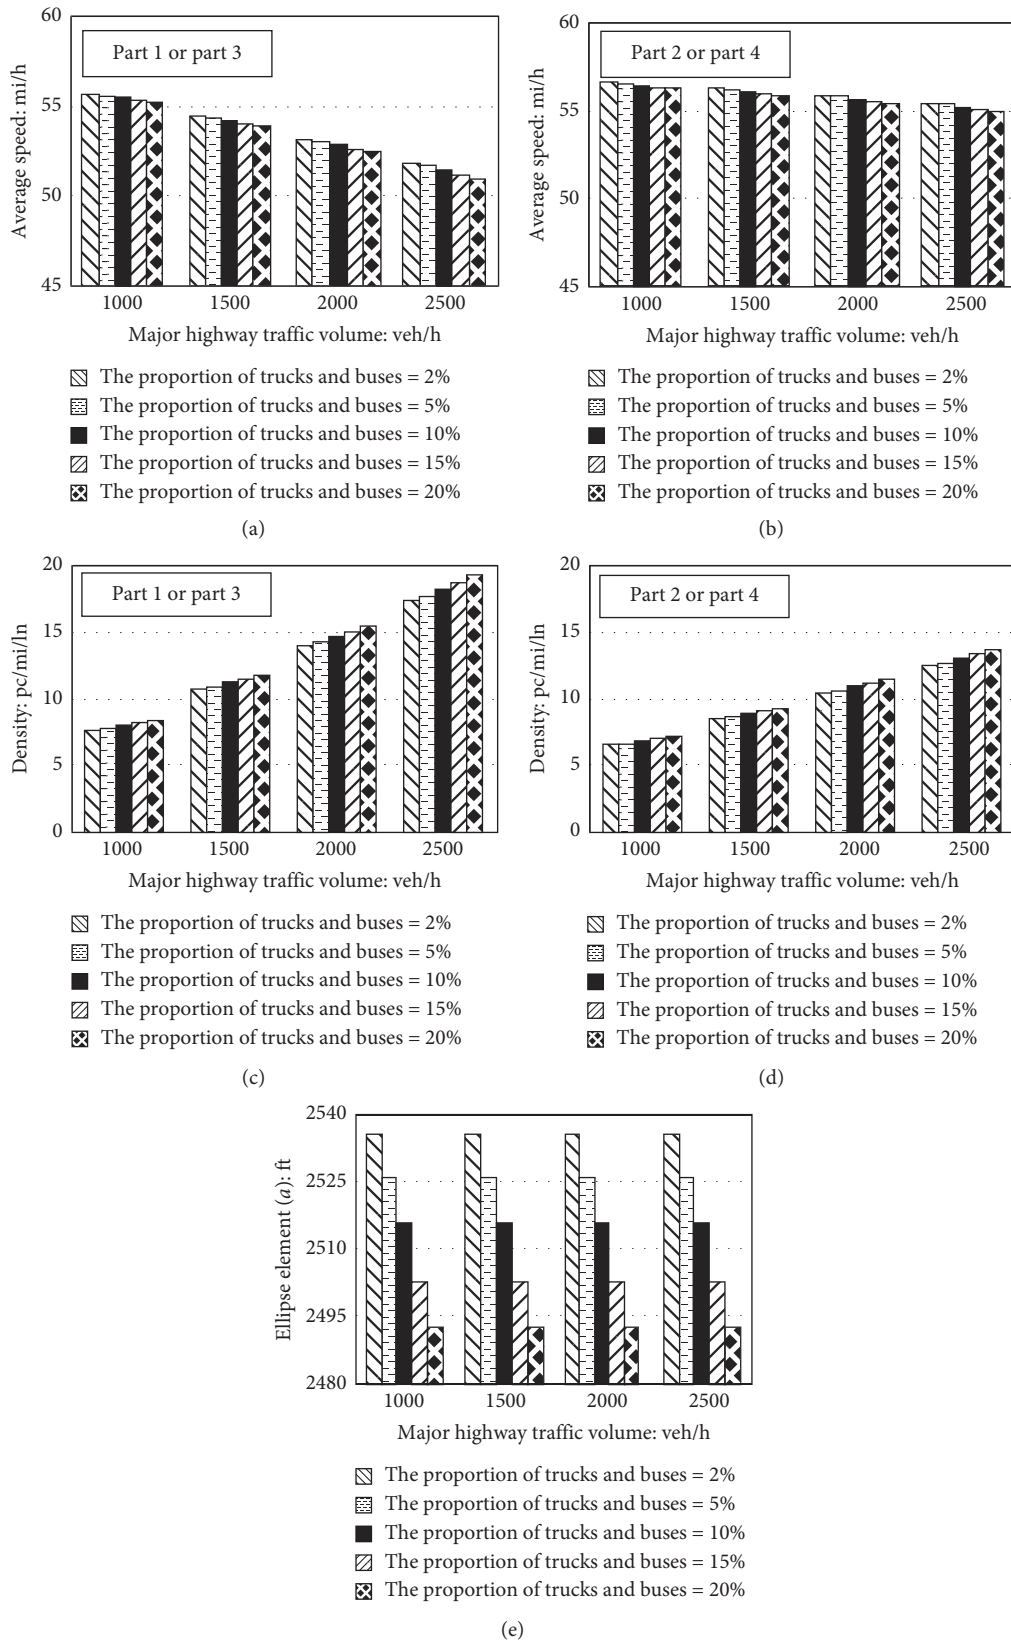 60
55
50
45
Average speed: mi/h
Part 1 or part 3
1000 1500 2000 2500
Major highway traffic volume: veh/h
The proportion of trucks and buses = 2%
The proportion of trucks and buses = 5%
The proportion of trucks and buses = 10%
The proportion of trucks and buses = 15%
The proportion of trucks and buses = 20%
(a)
60
55
50
45
Average speed: mi/h
Part 2 or part 4
1000 1500 2000 2500
Major highway traffic volume: veh/h
The proportion of trucks and buses = 2%
The proportion of trucks and buses = 5%
The proportion of trucks and buses = 10%
The proportion of trucks and buses = 15%
The proportion of trucks and buses = 20%
(b)
20
15
10
5
0
Density: pc/mi/ln
Part 1 or part 3
1000 1500 2000 2500
Major highway traffic volume: veh/h
The proportion of trucks and buses = 2%
The proportion of trucks and buses = 5%
The proportion of trucks and buses = 10%
The proportion of trucks and buses = 15%
The proportion of trucks and buses = 20%
(c)
20
15
10
5
0
Density: pc/mi/ln
Part 2 or part 4
1000 1500 2000 2500
Major highway traffic volume: veh/h
The proportion of trucks and buses = 2%
The proportion of trucks and buses = 5%
The proportion of trucks and buses = 10%
The proportion of trucks and buses = 15%
The proportion of trucks and buses = 20%
(d)
2540
2525
2510
2495
2480
Ellipse element (a): ft
1000 1500 2000 2500
Major highway traffic volume: veh/h
The proportion of trucks and buses = 2%
The proportion of trucks and buses = 5%
The proportion of trucks and buses = 10%
The proportion of trucks and buses = 15%
The proportion of trucks and buses = 20%
(e)